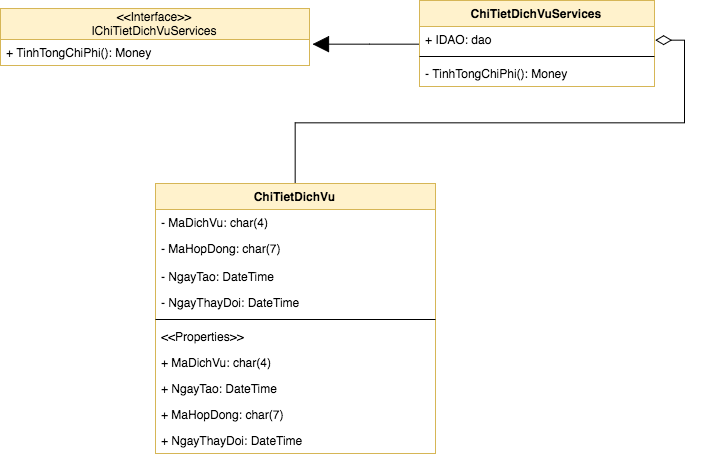 <<Interface>>
IChiTietDichVuServices
+ TinhTongChiPhi(): Money
ChiTietDichVuServices
+ IDAO: dao
- TinhTongChiPhi(): Money
ChiTietDichVu
- MaDichVu: char(4)
- MaHopDong: char(7)
- NgayTao: DateTime
- NgayThayDoi: DateTime
<<Properties>>
+ MaDichVu: char(4)
+ NgayTao: DateTime
+ MaHopDong: char(7)
+ NgayThayDoi: DateTime